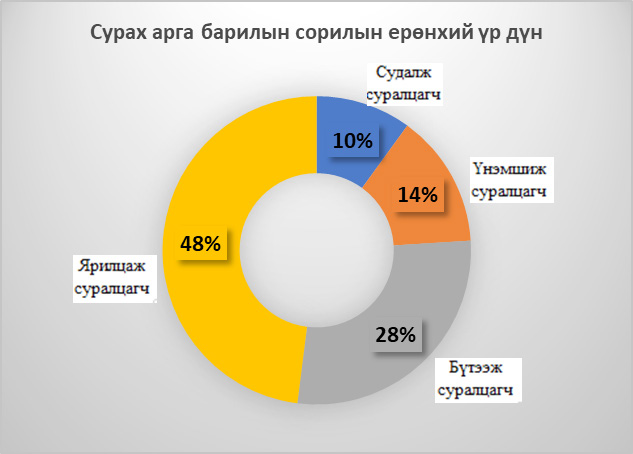 Сурах арга барилын сорилын ерөнхий үр дүн
Судалж
суралцагч
10%
Үнэмшиж
суралцагч
14%
48%
Ярилцаж
суралцагч
28%
Бүтээж
суралцагч